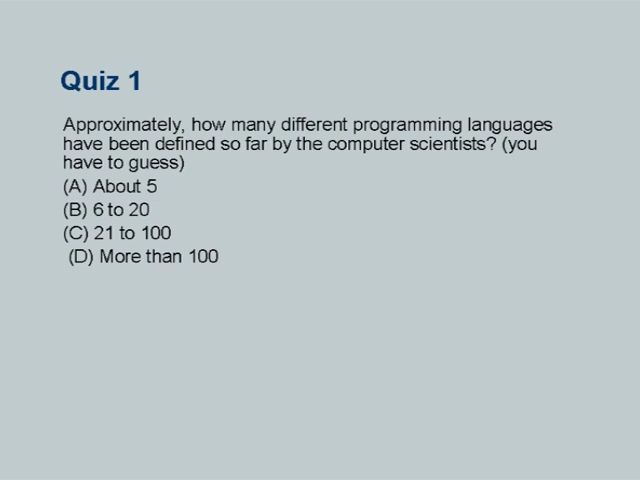 Quiz 1
Approximately, how many different programming languages
have been defined so far by the computer scientists? (you
have to guess)
(A) About 5
(B) 6 to 20
(C) 21 to 100
(D) More than 100